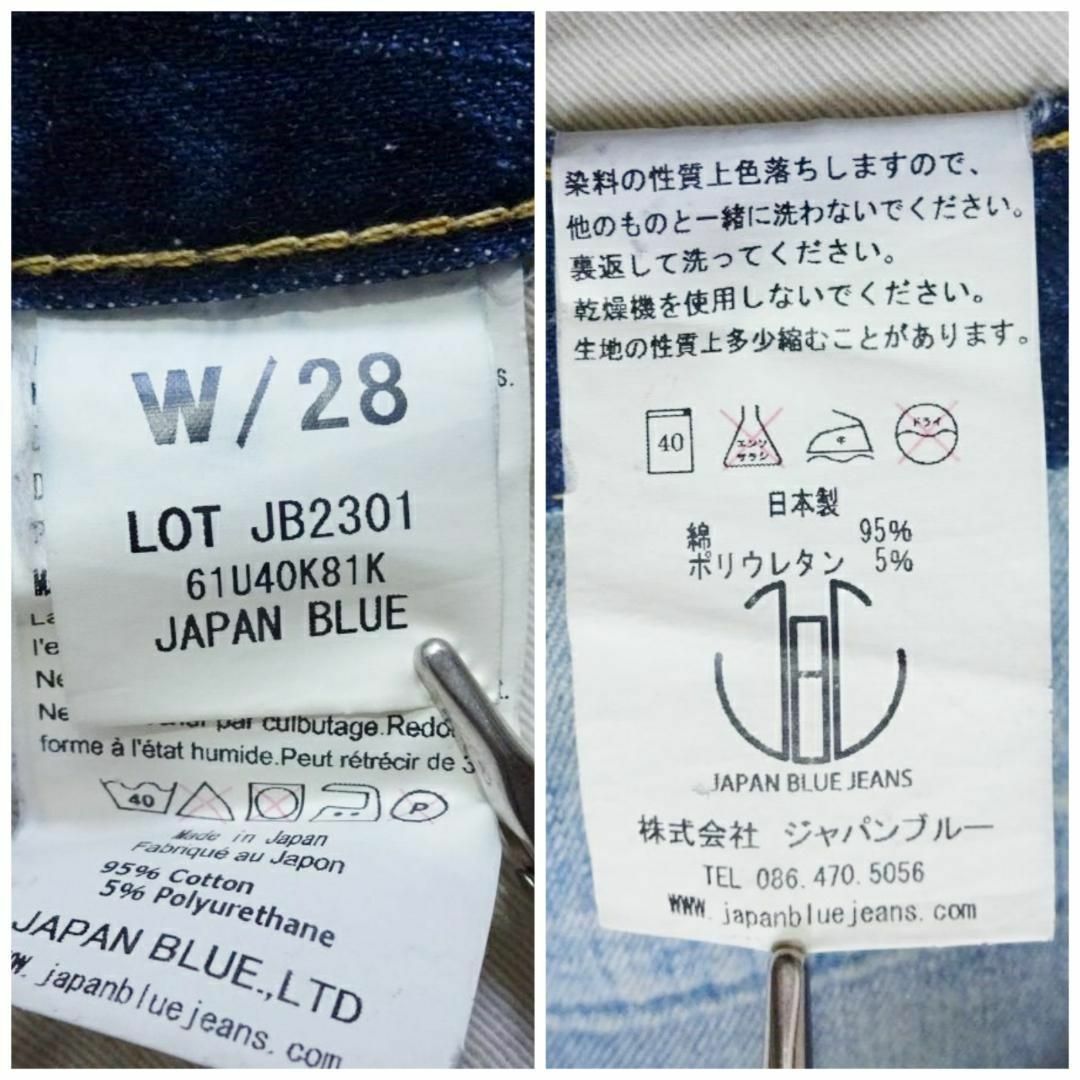 W/28
LOT JB2301
61U40K81K
JAPAN BLUE
par culbutage.Redo
forme à l'état humide.Peut rétrécir de 3
40
P
Made in Japan
Fabriqué au Japon
95% Cotton
5% Polyurethane
JAPAN BLUE.,LTD
W. japanbluejeans. com
染料の性質上色落ちしますので、
他のものと一緒に洗わないでください。
裏返して洗ってください。
乾燥機を使用しないでください。
生地の性質上多少縮むことがあります。
40
エンソ
サラシ
ドライ
日本製
綿 95%
ポリウレタン 5%
JAPAN BLUE JEANS
株式会社 ジャパンブルー
TEL 086.470.5056
WWW. japanbluejeans. com